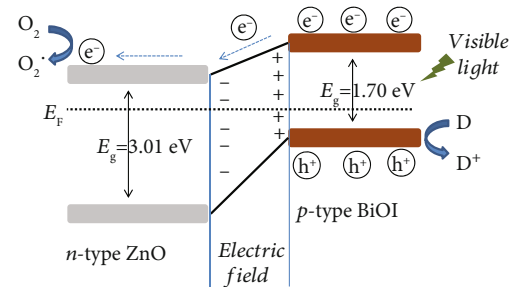 O₂
O₂·
e⁻
e⁻
e⁻ e⁻ e⁻
Visible
light
E_F
E_g=3.01 eV
−
−
−
−
−
+
+
+
+
+
E_g=1.70 eV
D
D⁺
h⁺ h⁺ h⁺
n-type ZnO
Electric
field
p-type BiOI